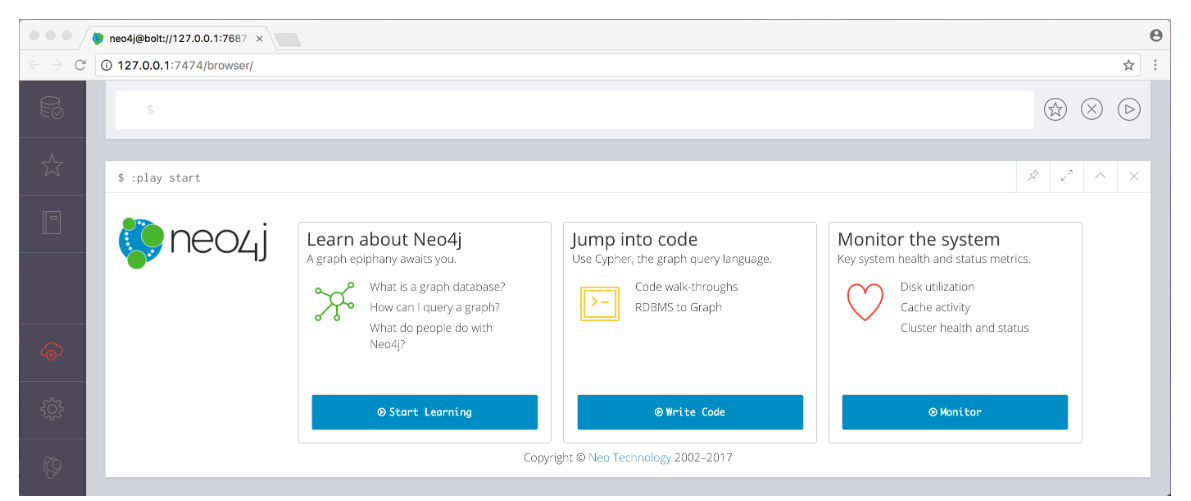 neo4j@bolt://127.0.0.1:7687
127.0.0.1:7474/browser/
$
$ :play start
neo4j
Learn about Neo4j
A graph epiphany awaits you.
What is a graph database?
How can I query a graph?
What do people do with
Neo4j?
Start Learning
Jump into code
Use Cypher, the graph query language.
Code walk-throughs
RDBMS to Graph
Write Code
Monitor the system
Key system health and status metrics.
Disk utilization
Cache activity
Cluster health and status
Monitor
Copyright © Neo Technology 2002–2017